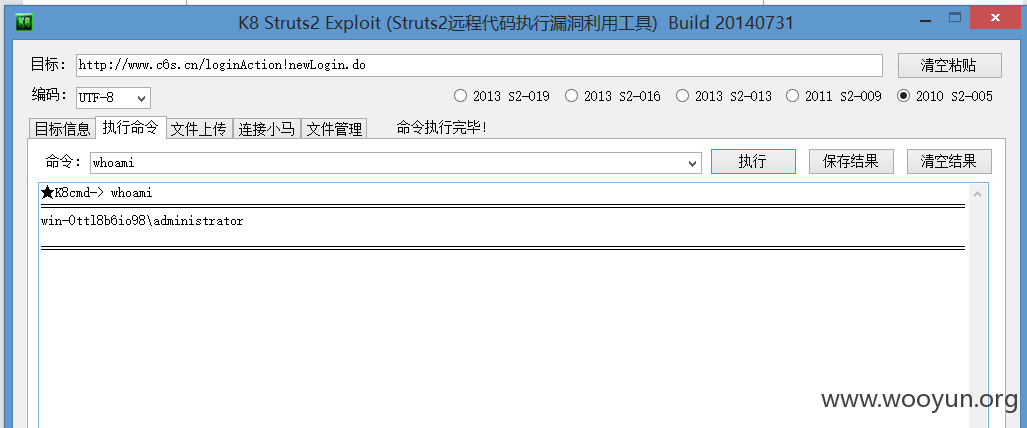 K8 K8 Struts2 Exploit (Struts2远程代码执行漏洞利用工具) Build 20140731
目标: http://www.c6s.cn/loginAction!newLogin.do 清空粘贴
编码: UTF-8 2013 S2-019 2013 S2-016 2013 S2-013 2011 S2-009 2010 S2-005
目标信息 执行命令 文件上传 连接小马 文件管理 命令执行完毕!
命令: whoami 执行 保存结果 清空结果
★K8cmd-> whoami
win-0ttl8b6io98\administrator
www.wooyun.org